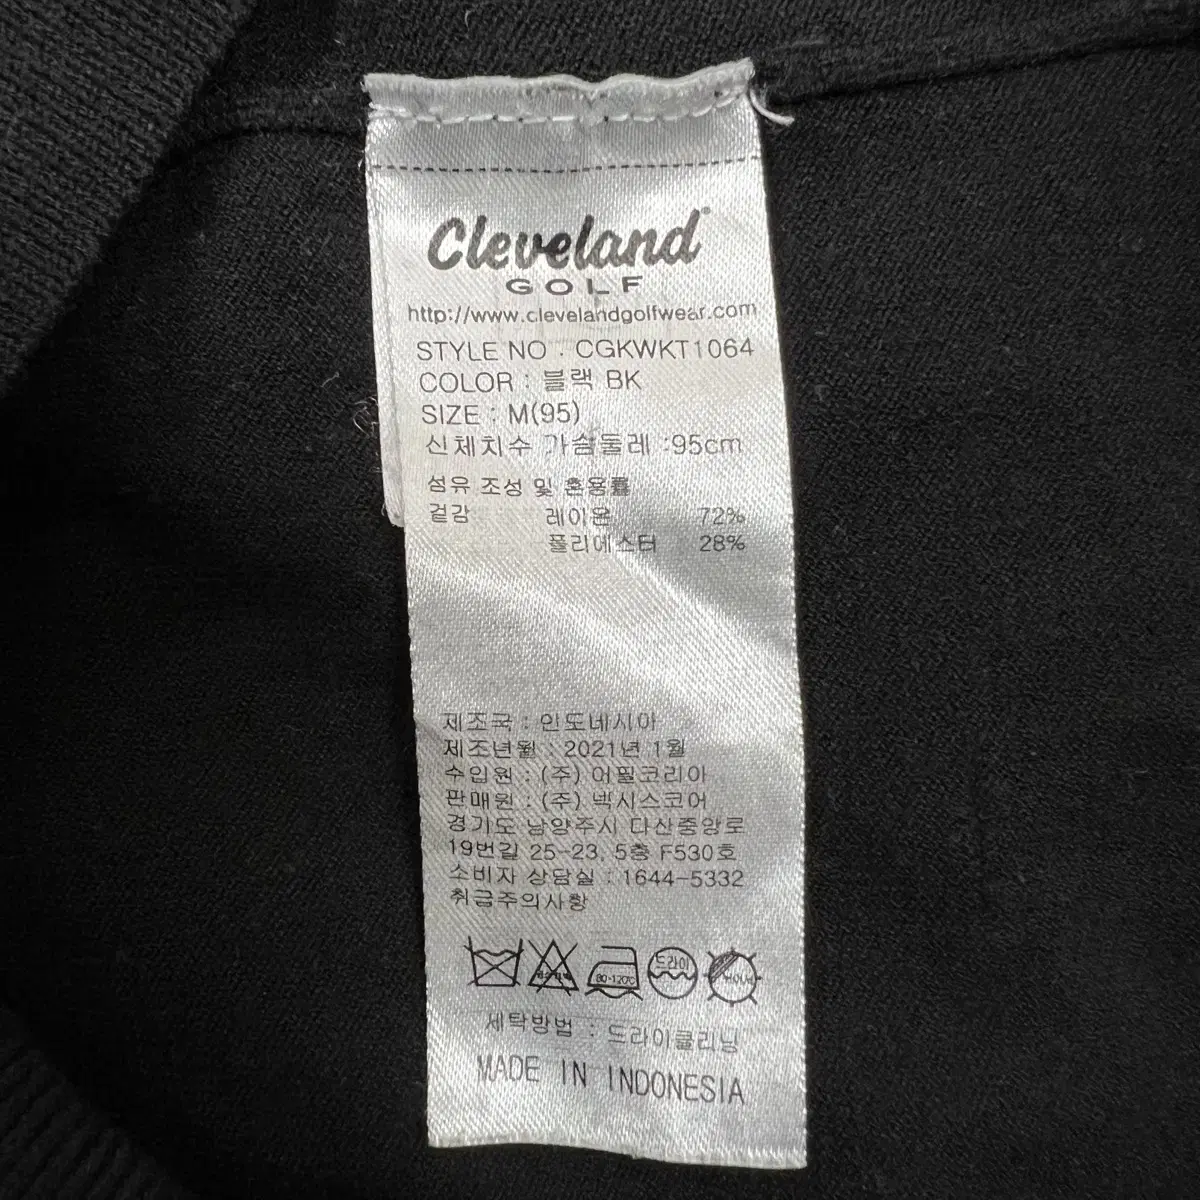 Cleveland
GOLF
http://www.clevelandgolfwear.com
STYLE NO . CGKWKT1064
COLOR : 블랙 BK
SIZE : M(95)
신체치수 가슴둘레 :95cm
섬유 조성 및 혼용률
겉감 레이온 72%
폴리에스터 28%
제조국 : 인도네시아
제조년월 : 2021년 1월
수입원 : (주) 어필코리아
판매원 : (주) 넥시스코어
경기도 남양주시 다산중앙로
19번길 25-23, 5층 F530호
소비자 상담실 : 1644-5332
취급주의사항
80-120℃ 드라이
세탁방법 : 드라이클리닝
MADE IN INDONESIA